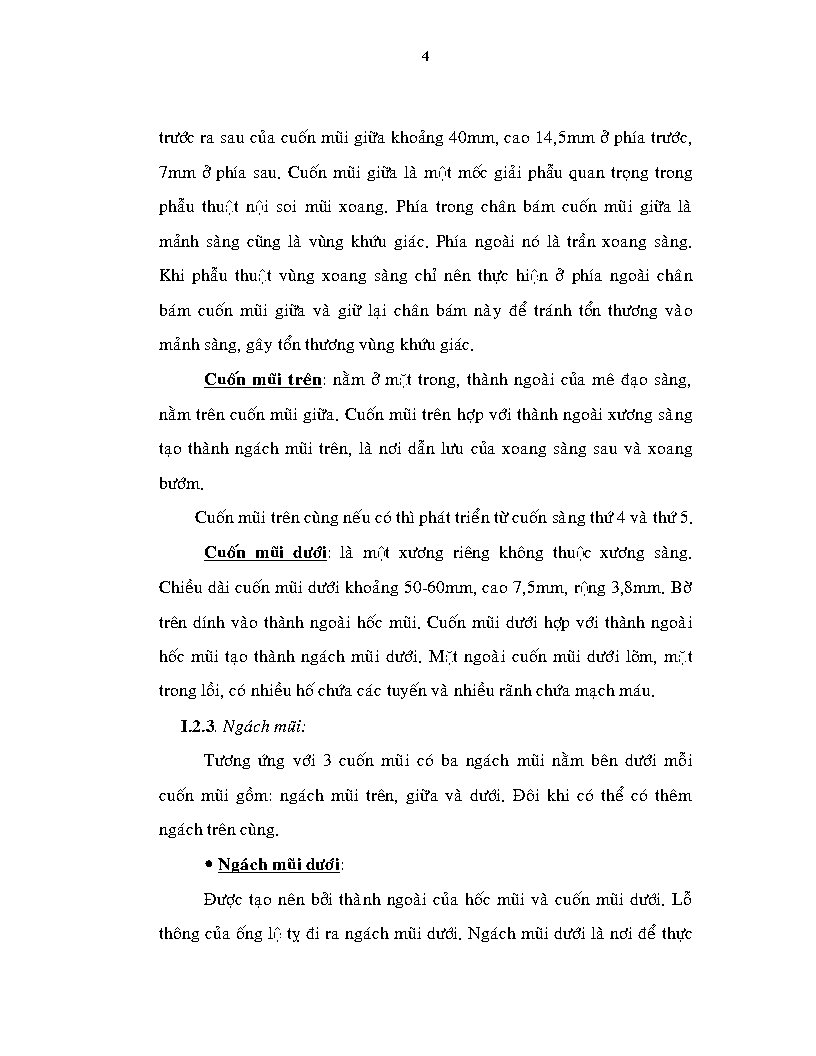 4
trước ra sau của cuốn mũi giữa khoảng 40mm, cao 14,5mm ở phía trước,
7mm ở phía sau. Cuốn mũi giữa là một mốc giải phẫu quan trọng trong
phẫu thuật nội soi mũi xoang. Phía trong chân bám cuốn mũi giữa là
mảnh sàng cũng là vùng khứu giác. Phía ngoài nó là trần xoang sàng.
Khi phẫu thuật vùng xoang sàng chỉ nên thực hiện ở phía ngoài chân
bám cuốn mũi giữa và giữ lại chân bám này để tránh tổn thương vào
mảnh sàng, gây tổn thương vùng khứu giác.
Cuốn mũi trên: nằm ở mặt trong, thành ngoài của mê đạo sàng,
nằm trên cuốn mũi giữa. Cuốn mũi trên hợp với thành ngoài xương sàng
tạo thành ngách mũi trên, là nơi dẫn lưu của xoang sàng sau và xoang
bướm.
Cuốn mũi trên cùng nếu có thì phát triển từ cuốn sàng thứ 4 và thứ 5.
Cuốn mũi dưới: là một xương riêng không thuộc xương sàng.
Chiều dài cuốn mũi dưới khoảng 50-60mm, cao 7,5mm, rộng 3,8mm. Bờ
trên dính vào thành ngoài hốc mũi. Cuốn mũi dưới hợp với thành ngoài
hốc mũi tạo thành ngách mũi dưới. Mặt ngoài cuốn mũi dưới lõm, mặt
trong lồi, có nhiều hố chứa các tuyến và nhiều rãnh chứa mạch máu.
I.2.3. Ngách mũi:
Tương ứng với 3 cuốn mũi có ba ngách mũi nằm bên dưới mỗi
cuốn mũi gồm: ngách mũi trên, giữa và dưới. Đôi khi có thể có thêm
ngách trên cùng.
• Ngách mũi dưới:
Được tạo nên bởi thành ngoài của hốc mũi và cuốn mũi dưới. Lỗ
thông của ống lệ tỵ đi ra ngách mũi dưới. Ngách mũi dưới là nơi để thực